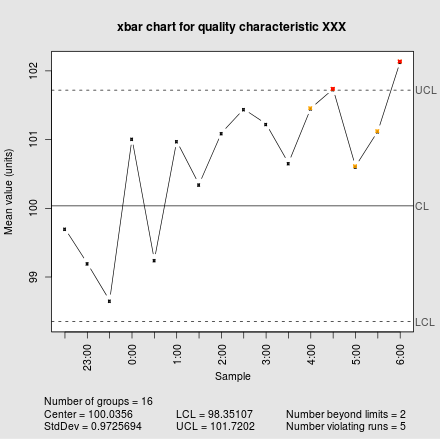 xbar chart for quality characteristic XXX
102
101
100
99
Mean value (units)
UCL
CL
LCL
23:00
0:00
1:00
2:00
3:00
4:00
5:00
6:00
Sample
Number of groups = 16
Center = 100.0356
LCL = 98.35107
Number beyond limits = 2
StdDev = 0.9725694
UCL = 101.7202
Number violating runs = 5